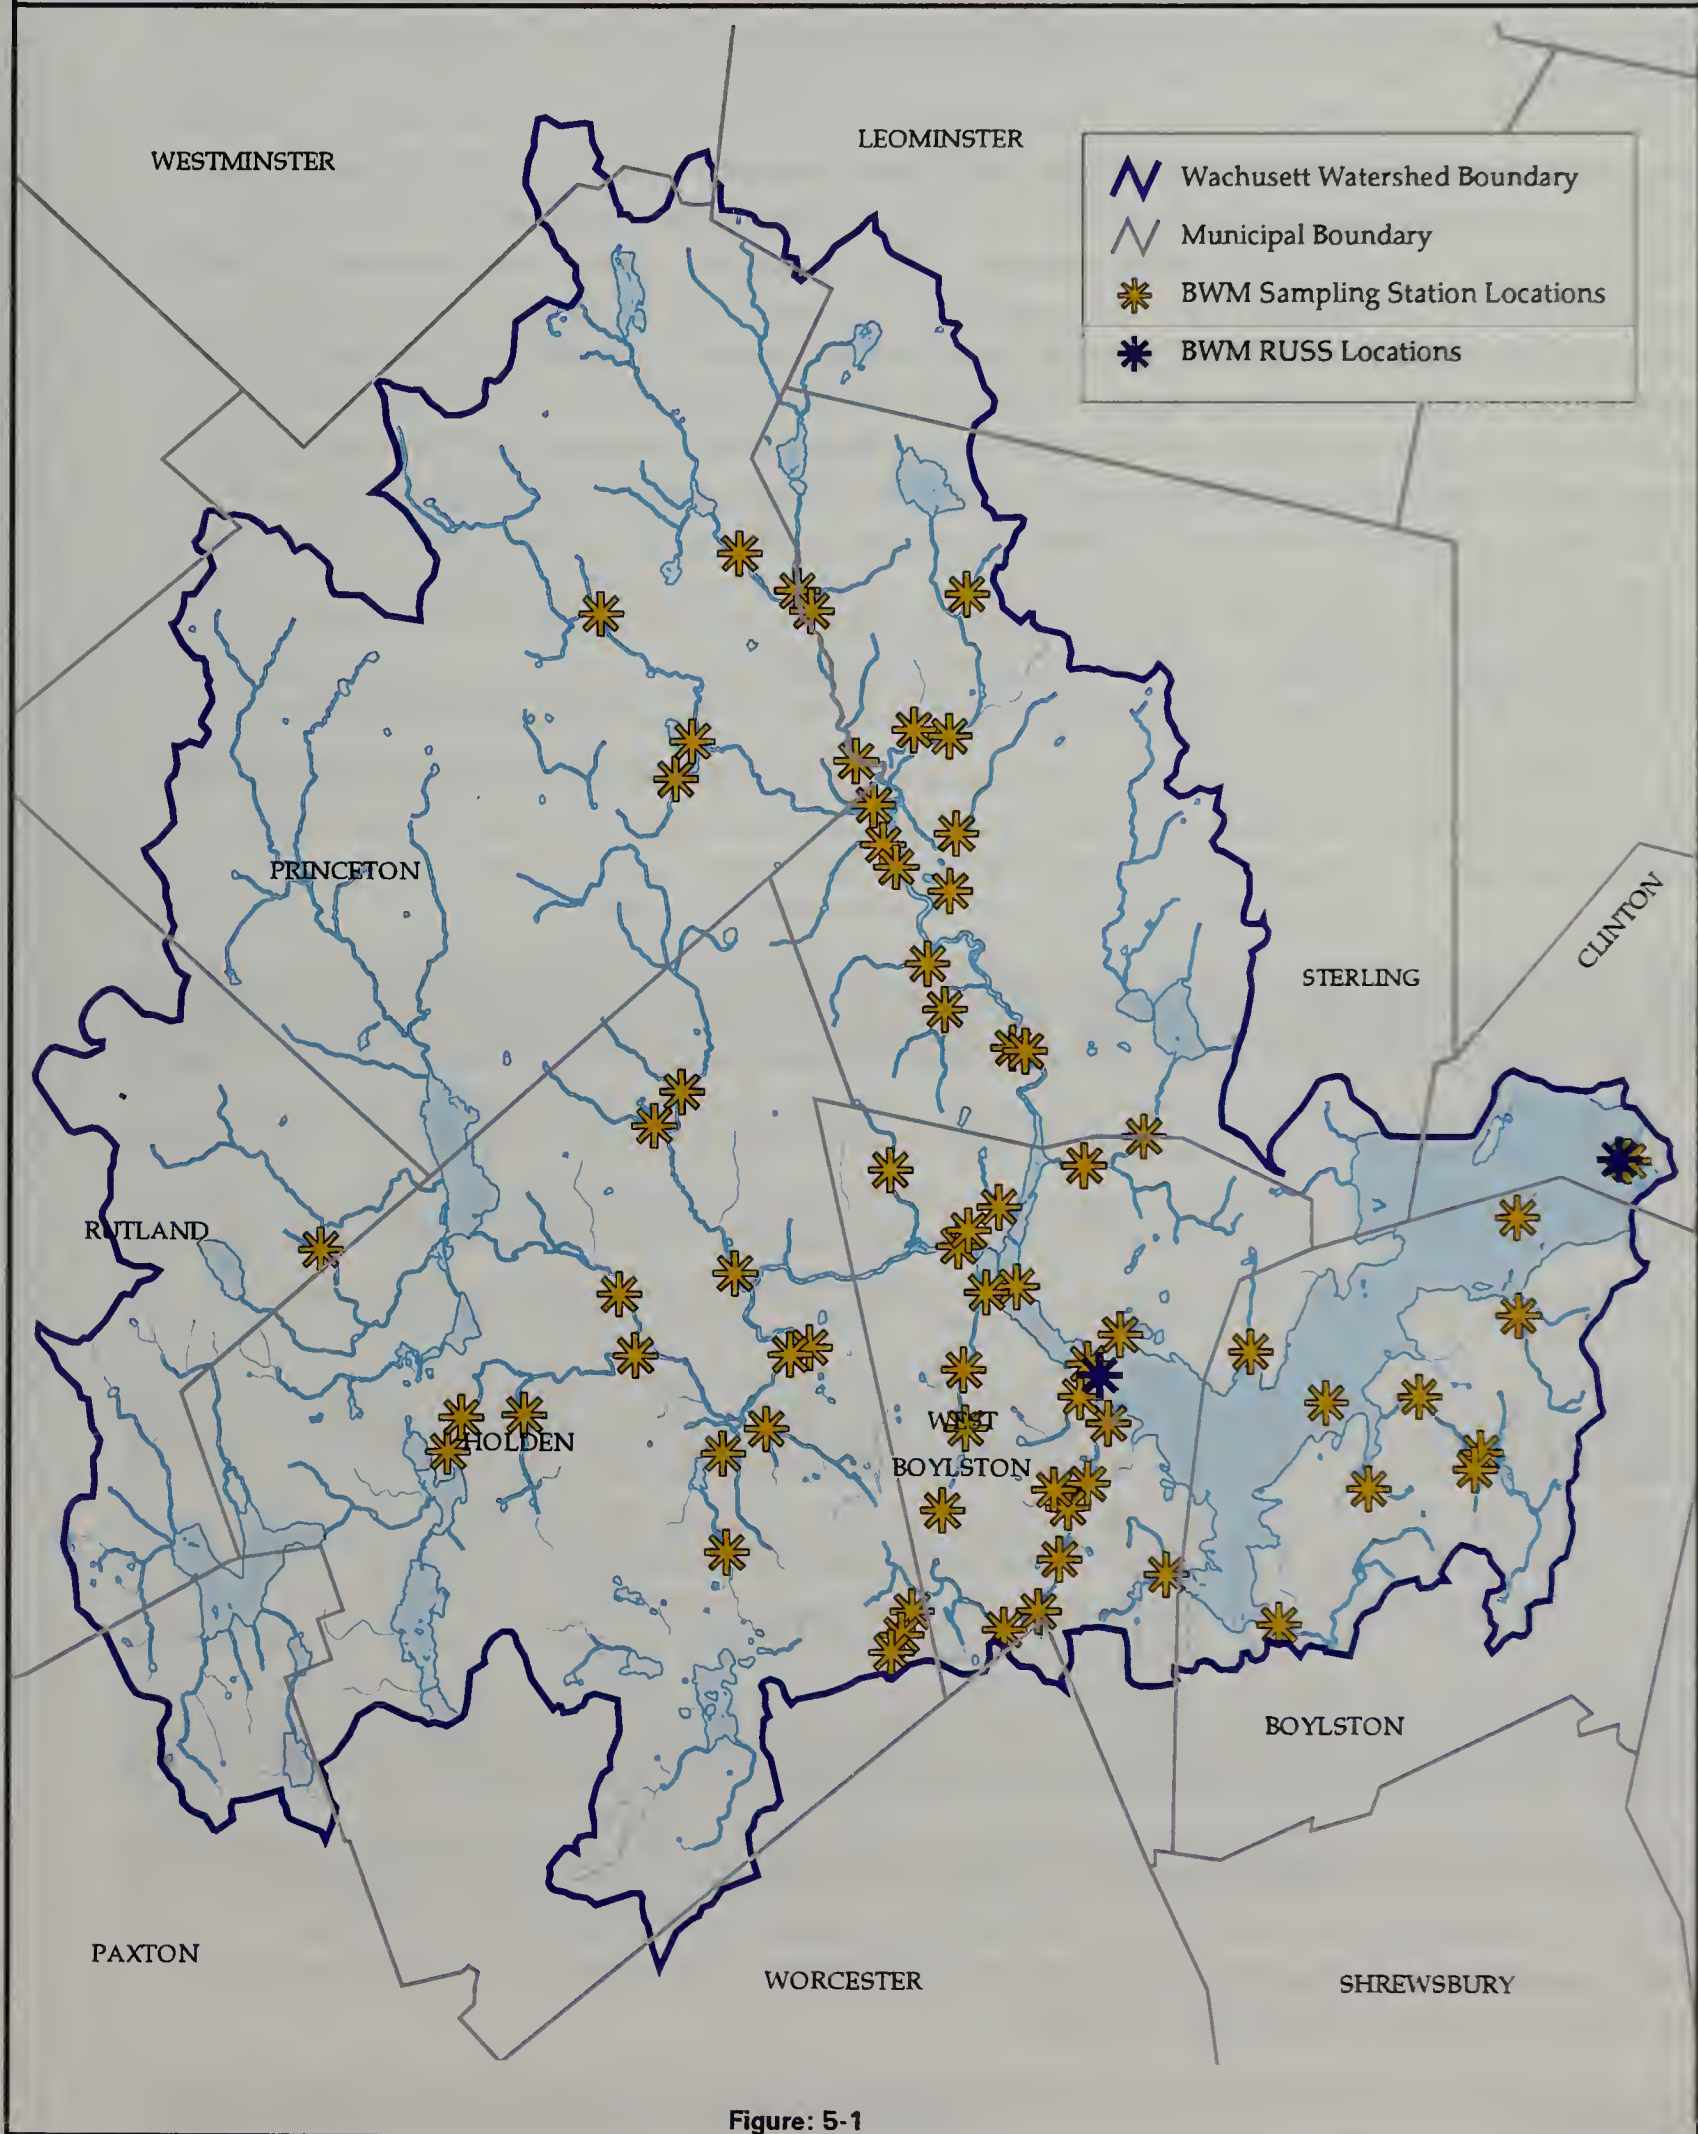 WESTMINSTER
LEOMINSTER
Wachusett Watershed Boundary
Municipal Boundary
BWM Sampling Station Locations
BWM RUSS Locations
PRINCETON
CLINTON
STERLING
RUTLAND
HOLDEN
WEST
BOYLSTON
BOYLSTON
PAXTON
WORCESTER
SHREWSBURY
Figure: 5-1